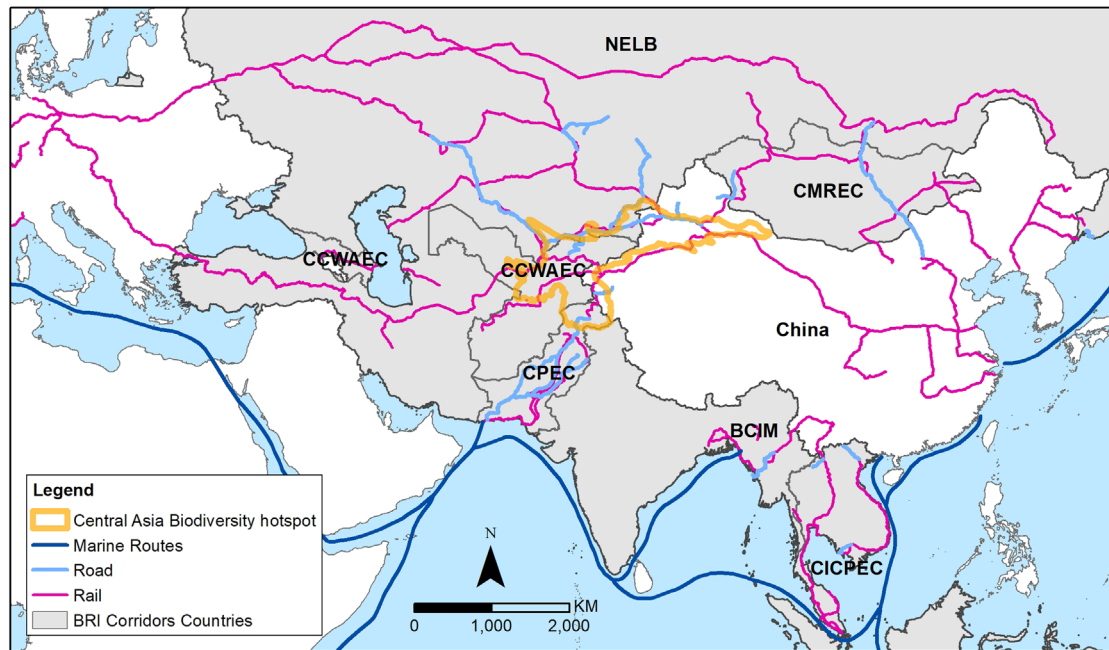 NELB
CMREC
CCWAEC
CCWAEC
China
CPEC
BCIM
CICPEC
Legend
Central Asia Biodiversity hotspot
Marine Routes
Road
Rail
BRI Corridors Countries
N
KM
0 1,000 2,000